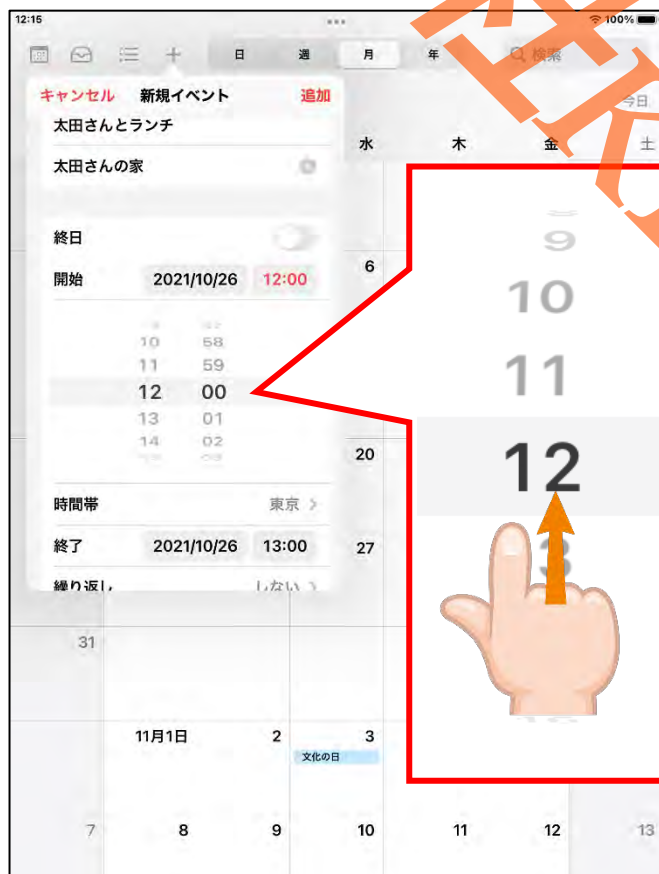 12:15
100%
日 週 月 年 検索
キャンセル 新規イベント 追加
今日
太田さんとランチ
水 木 金 土
太田さんの家
終日
開始 2021/10/26 12:00
6
10 58
11 59
12 00
13 01
14 02
9
10
11
12
3
20
時間帯 東京 >
終了 2021/10/26 13:00
27
繰り返し しない >
31
11月1日 2 3
文化の日
7 8 9 10 11 12 13